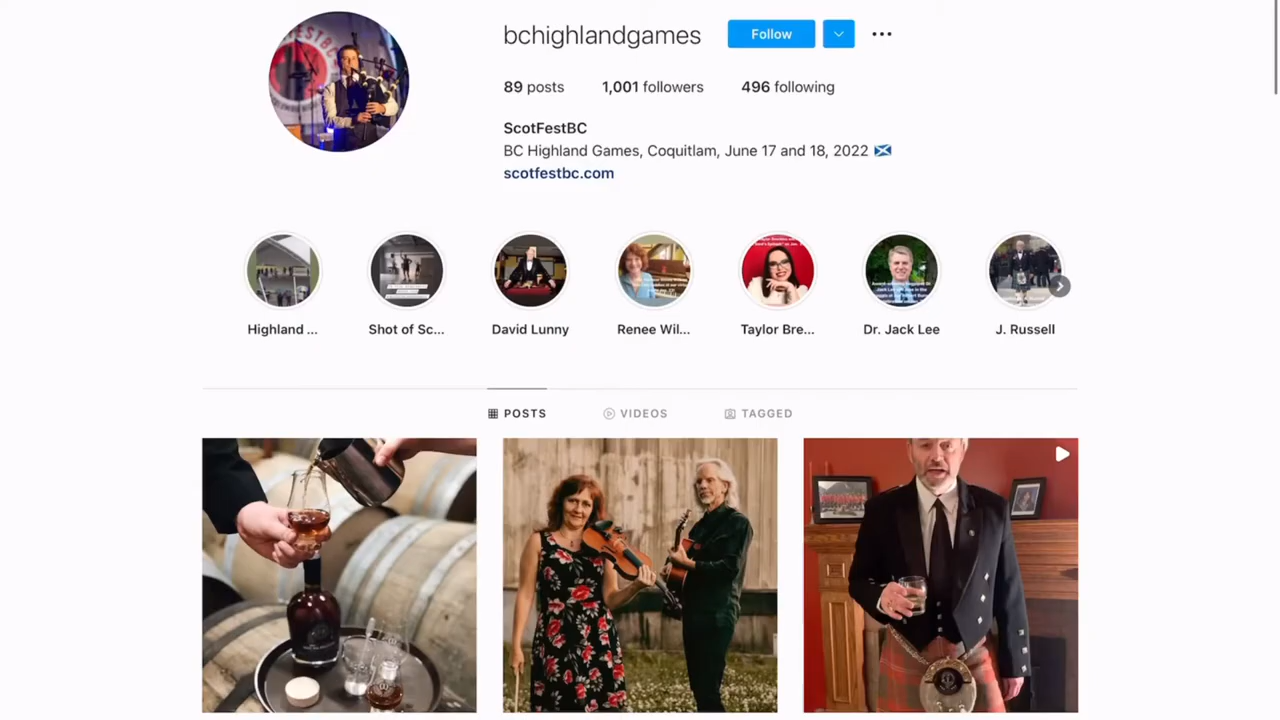 bchighlandgames Follow
89 posts 1,001 followers 496 following
ScotFestBC
BC Highland Games, Coquitlam, June 17 and 18, 2022
scotfestbc.com
Highland ... Shot of Sc... David Lunny Renee Wil... Taylor Bre... Dr. Jack Lee J. Russell
POSTS VIDEOS TAGGED